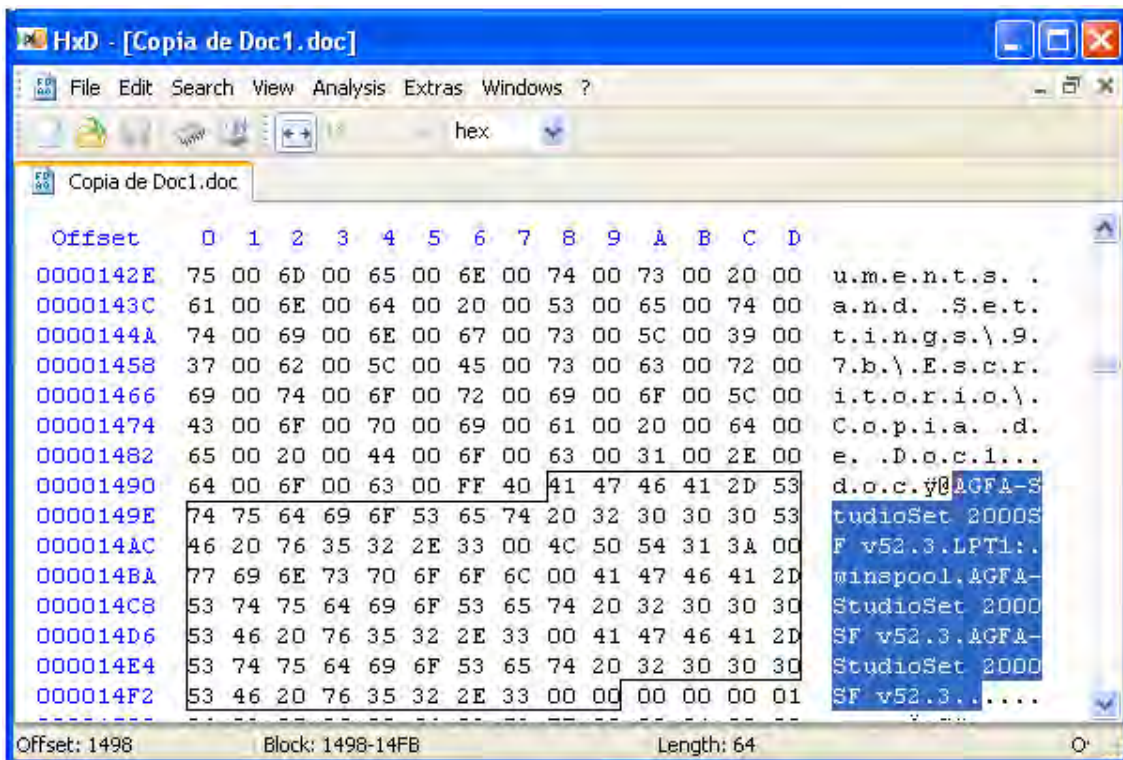 HxD - [Copia de Doc1.doc]
File Edit Search View Analysis Extras Windows ?
hex
Copia de Doc1.doc
Offset 0 1 2 3 4 5 6 7 8 9 A B C D
0000142E 75 00 6D 00 65 00 6E 00 74 00 73 00 20 00 u.m.e.n.t.s. .
0000143C 61 00 6E 00 64 00 20 00 53 00 65 00 74 00 a.n.d. .S.e.t.
0000144A 74 00 69 00 6E 00 67 00 73 00 5C 00 39 00 t.i.n.g.s.\.9.
00001458 37 00 62 00 5C 00 45 00 73 00 63 00 72 00 7.b.\.E.s.c.r.
00001466 69 00 74 00 6F 00 72 00 69 00 6F 00 5C 00 i.t.o.r.i.o.\.
00001474 43 00 6F 00 70 00 69 00 61 00 20 00 64 00 C.o.p.i.a. .d.
00001482 65 00 20 00 44 00 6F 00 63 00 31 00 2E 00 e. .D.o.c.1...
00001490 64 00 6F 00 63 00 FF 40 41 47 46 41 2D 53 d.o.c.ÿ@AGFA-S
0000149E 74 75 64 69 6F 53 65 74 20 32 30 30 30 53 tudioSet 2000S
000014AC 46 20 76 35 32 2E 33 00 4C 50 54 31 3A 00 F v52.3.LPT1:.
000014BA 77 69 6E 73 70 6F 6F 6C 00 41 47 46 41 2D winspool.AGFA-
000014C8 53 74 75 64 69 6F 53 65 74 20 32 30 30 30 StudioSet 2000
000014D6 53 46 20 76 35 32 2E 33 00 41 47 46 41 2D SF v52.3.AGFA-
000014E4 53 74 75 64 69 6F 53 65 74 20 32 30 30 30 StudioSet 2000
000014F2 53 46 20 76 35 32 2E 33 00 00 00 00 00 01 SF v52.3......
Offset: 1498 Block: 1498-14FB Length: 64